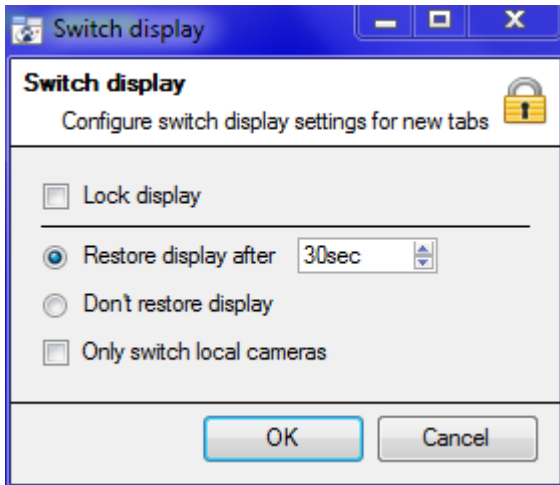 Switch display
Switch display
Configure switch display settings for new tabs
Lock display
Restore display after 30sec
Don't restore display
Only switch local cameras
OK Cancel